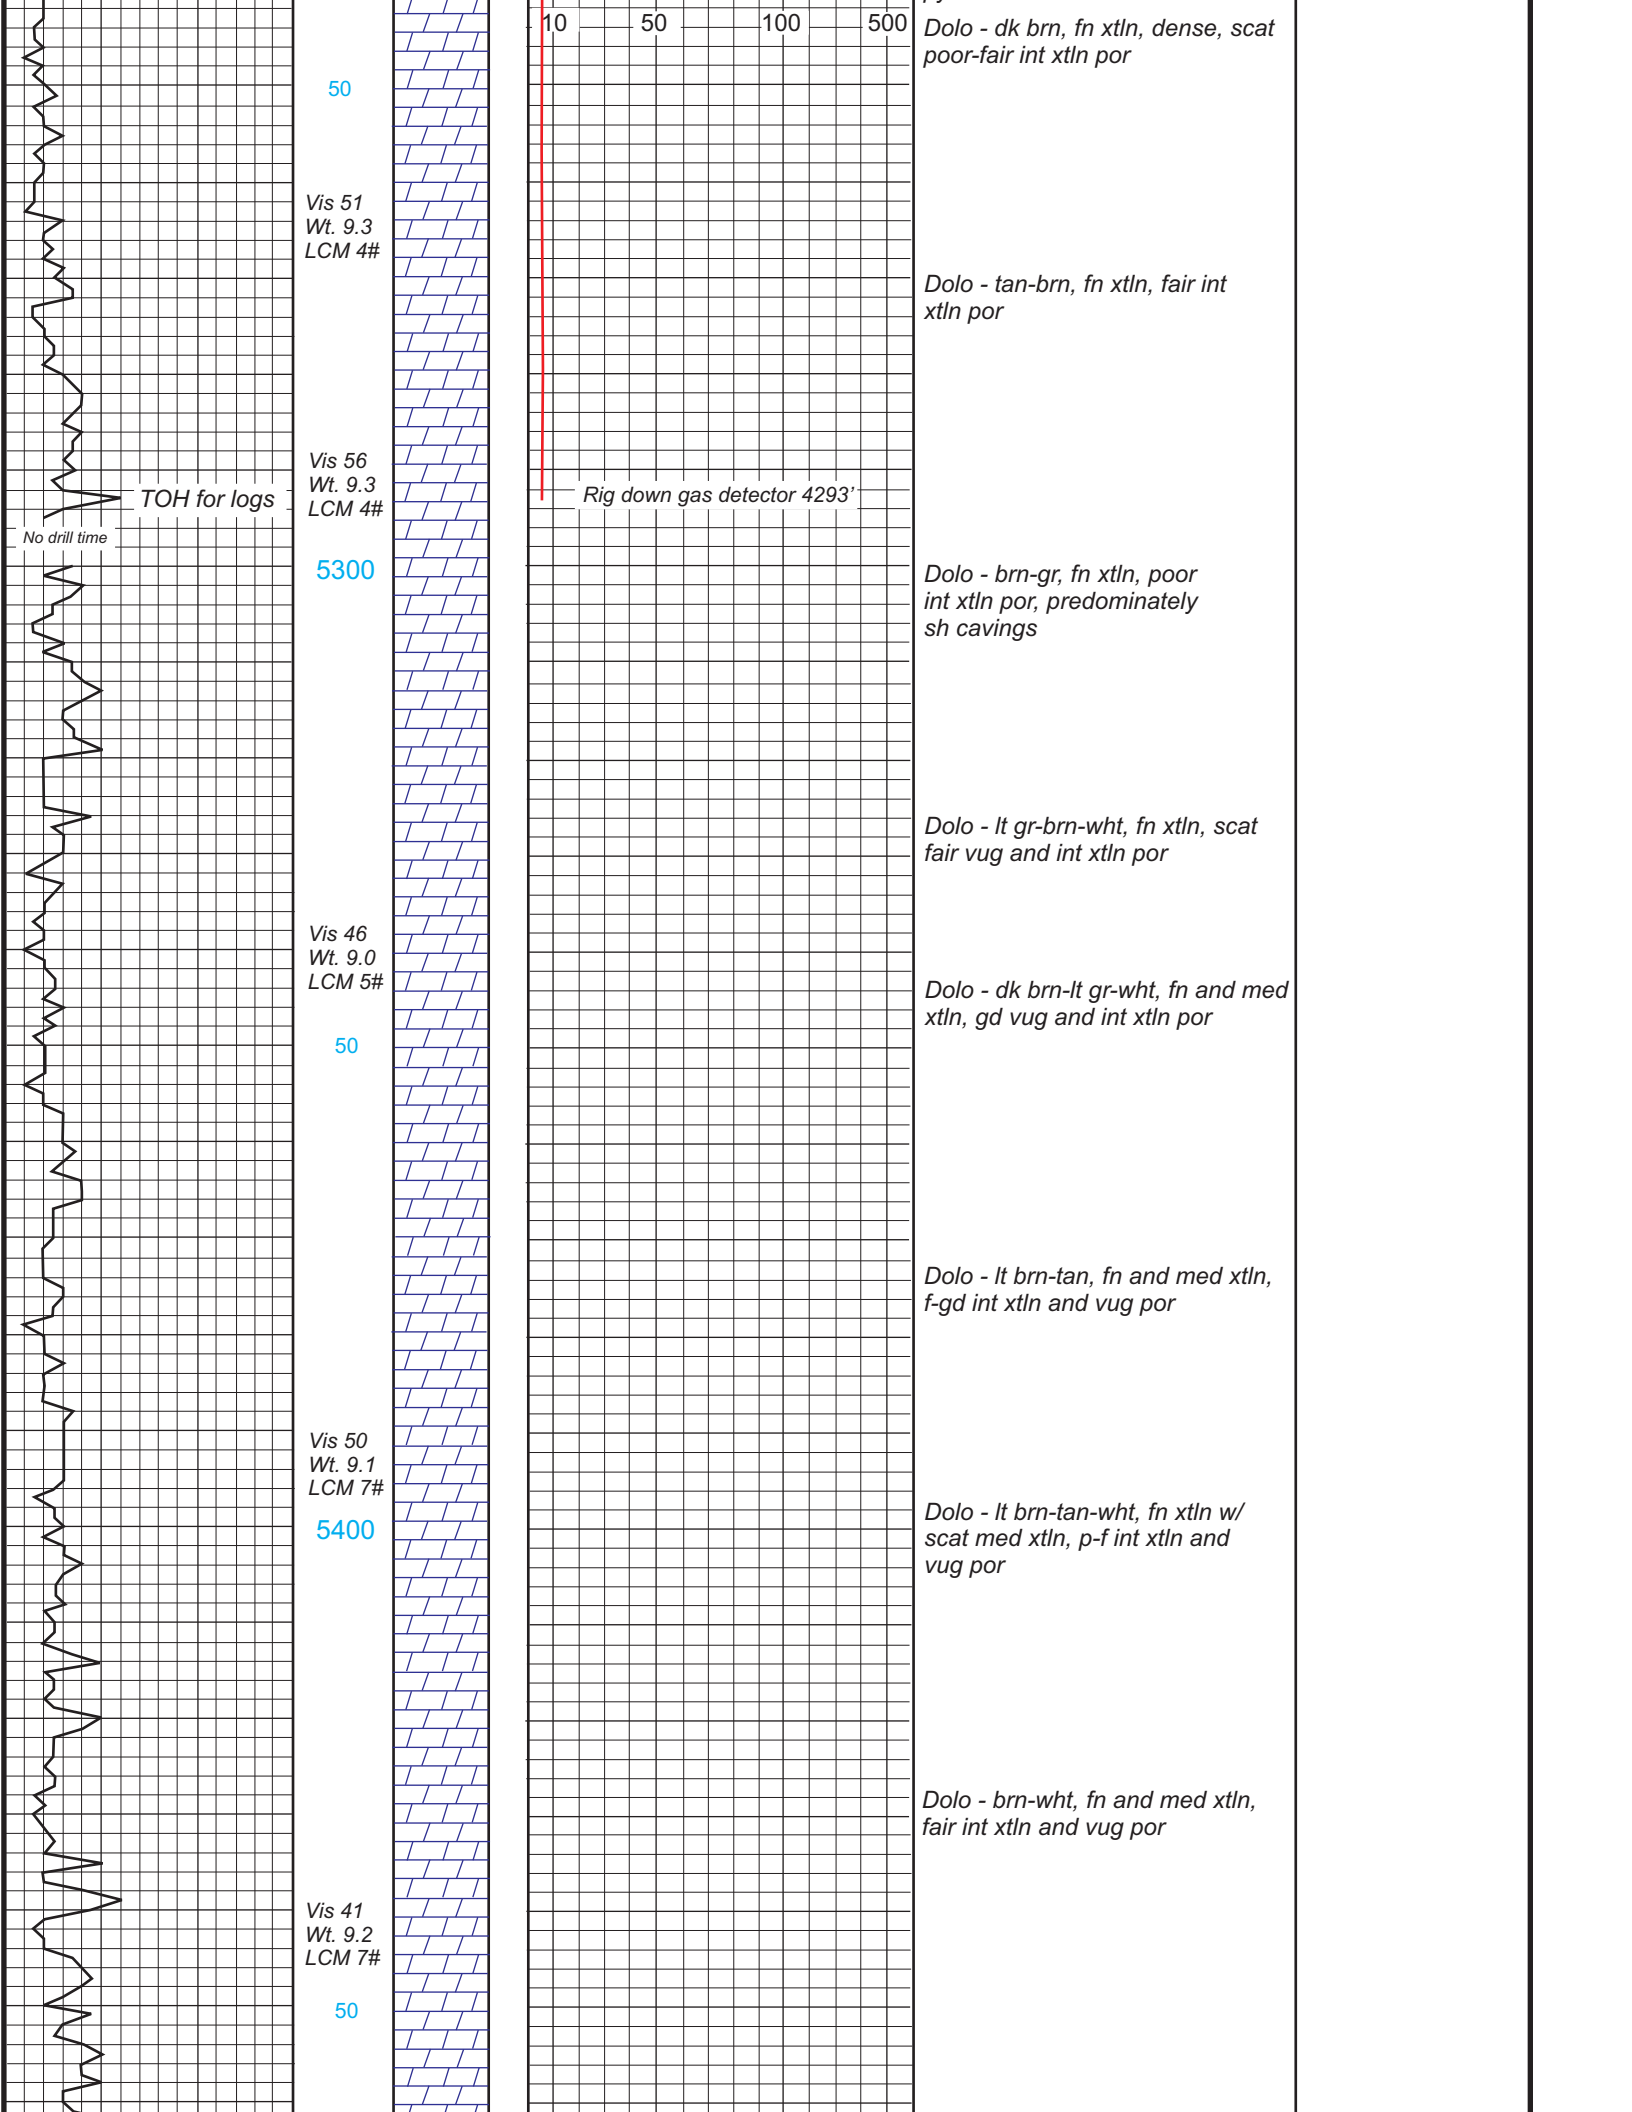 10 50 100 500
Dolo - dk brn, fn xtln, dense, scat
poor-fair int xtln por
50
Vis 51
Wt. 9.3
LCM 4#
Dolo - tan-brn, fn xtln, fair int
xtln por
Vis 56
Wt. 9.3
LCM 4#
TOH for logs
Rig down gas detector 4293'
No drill time
5300
Dolo - brn-gr, fn xtln, poor
int xtln por, predominately
sh cavings
Dolo - lt gr-brn-wht, fn xtln, scat
fair vug and int xtln por
Vis 46
Wt. 9.0
LCM 5#
Dolo - dk brn-lt gr-wht, fn and med
xtln, gd vug and int xtln por
50
Dolo - lt brn-tan, fn and med xtln,
f-gd int xtln and vug por
Vis 50
Wt. 9.1
LCM 7#
5400
Dolo - lt brn-tan-wht, fn xtln w/
scat med xtln, p-f int xtln and
vug por
Dolo - brn-wht, fn and med xtln,
fair int xtln and vug por
Vis 41
Wt. 9.2
LCM 7#
50